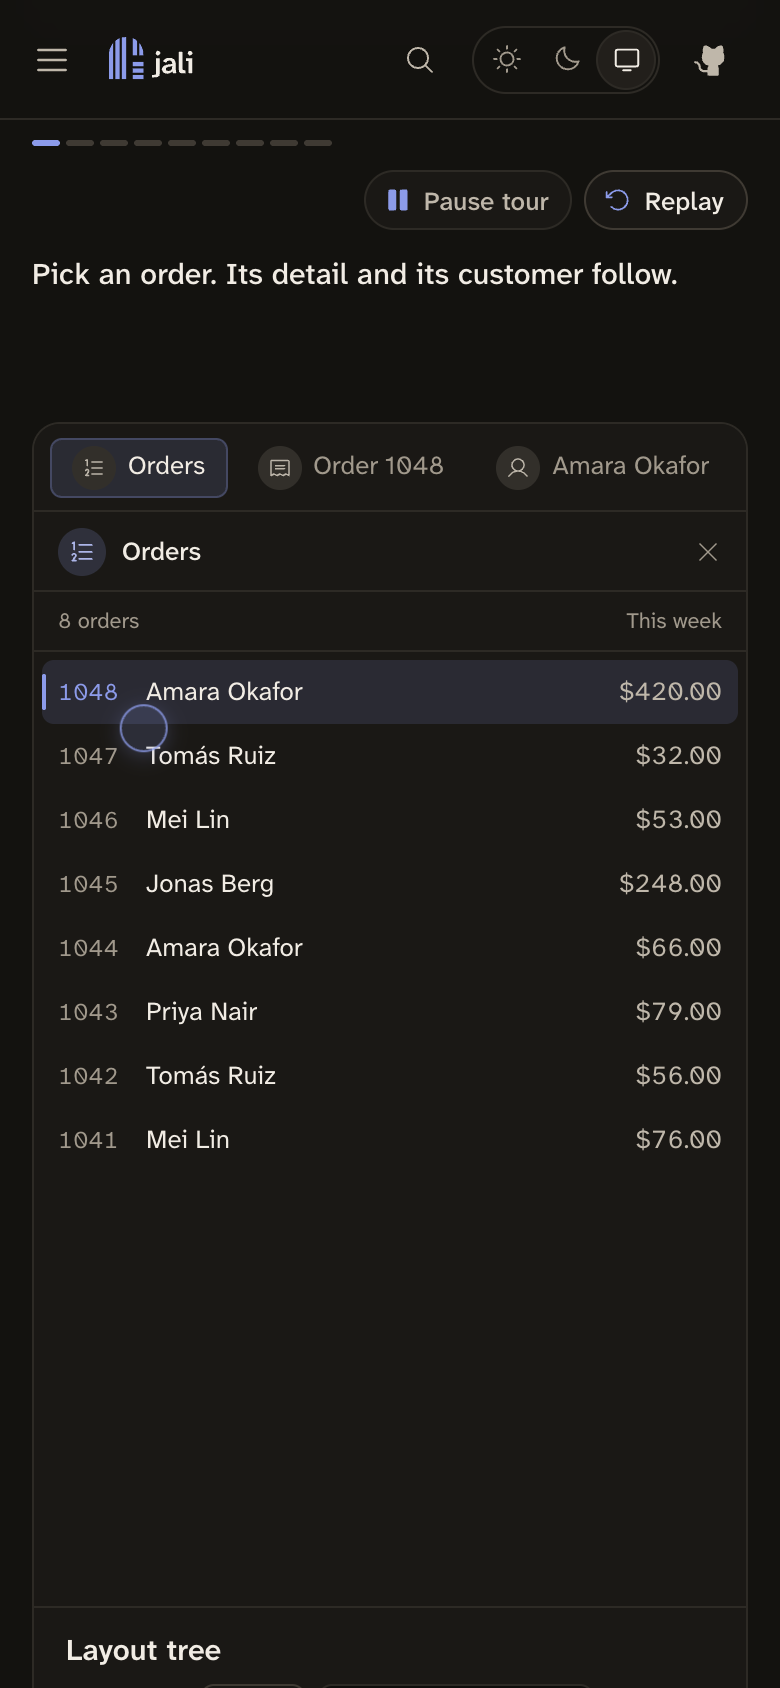 jali
Pause tour
Replay
Pick an order. Its detail and its customer follow.
Orders
Order 1048
Amara Okafor
Orders
8 orders
This week
1048 Amara Okafor $420.00
1047 Tomás Ruiz $32.00
1046 Mei Lin $53.00
1045 Jonas Berg $248.00
1044 Amara Okafor $66.00
1043 Priya Nair $79.00
1042 Tomás Ruiz $56.00
1041 Mei Lin $76.00
Layout tree